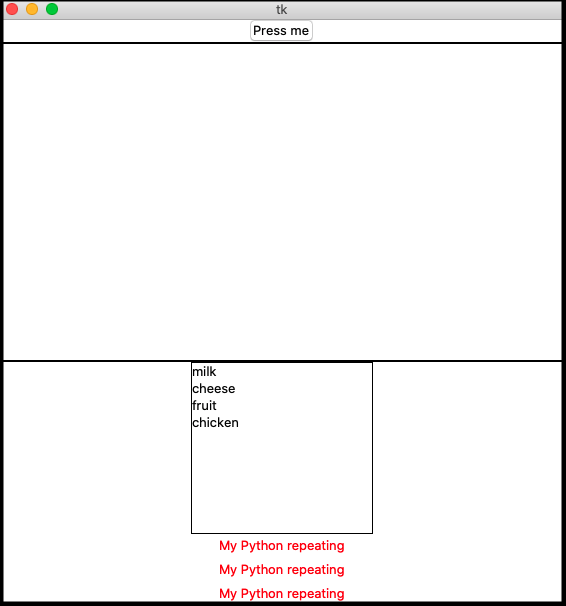 tk
Press me
milk
cheese
fruit
chicken
My Python repeating
My Python repeating
My Python repeating